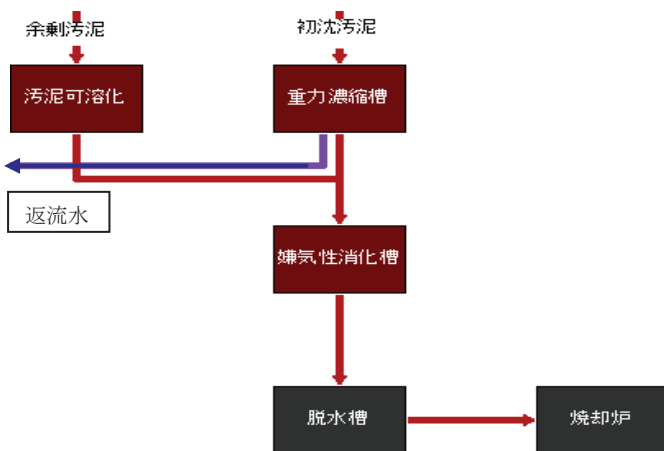 余剰汚泥
初沈汚泥
汚泥可溶化
重力濃縮槽
返流水
嫌気性消化槽
脱水槽
焼却炉